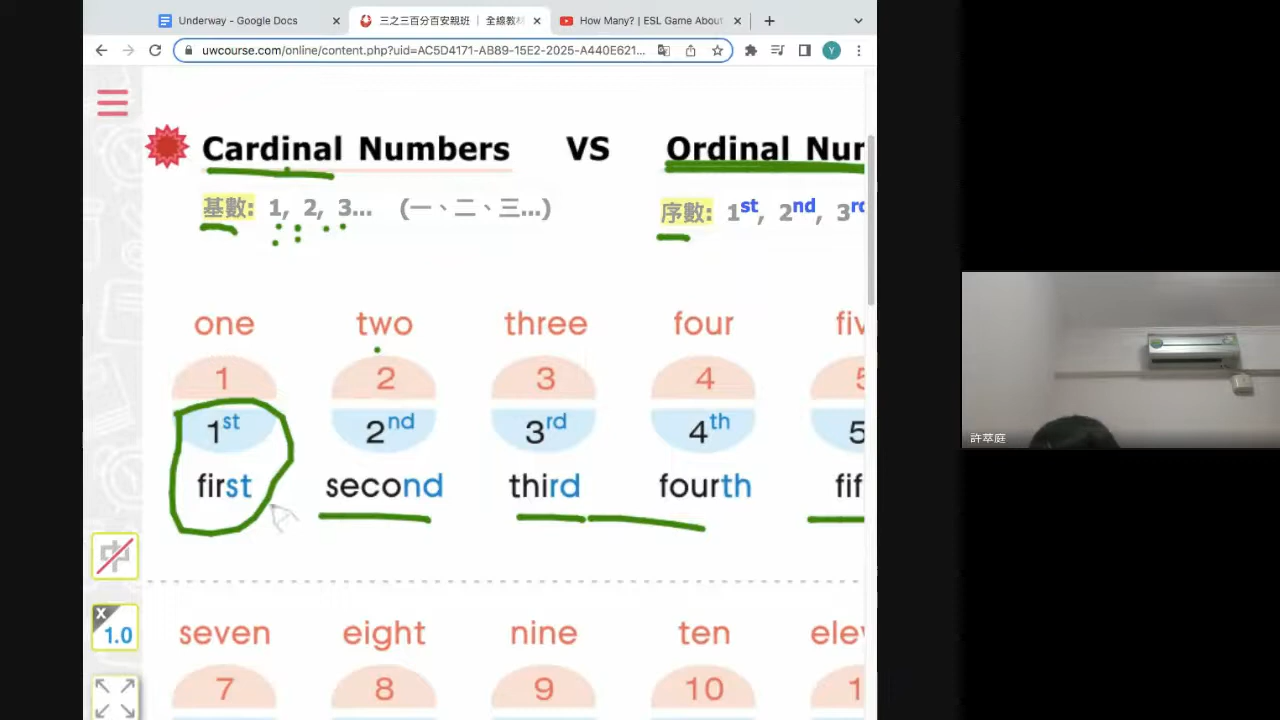 Underway - Google Docs
三之三百分百安親班 | 全線教材
How Many? | ESL Game About
uwcourse.com/online/content.php?uid=AC5D4171-AB89-15E2-2025-A440E621...
Y
Cardinal Numbers VS Ordinal Nur
基數: 1, 2, 3... (一、二、三...) 序數: 1st, 2nd, 3rd
one two three four fiv
1 2 3 4 5
1st 2nd 3rd 4th 5
first second third fourth fif
中
X 1.0
seven eight nine ten elev
7 8 9 10 1
許萃庭